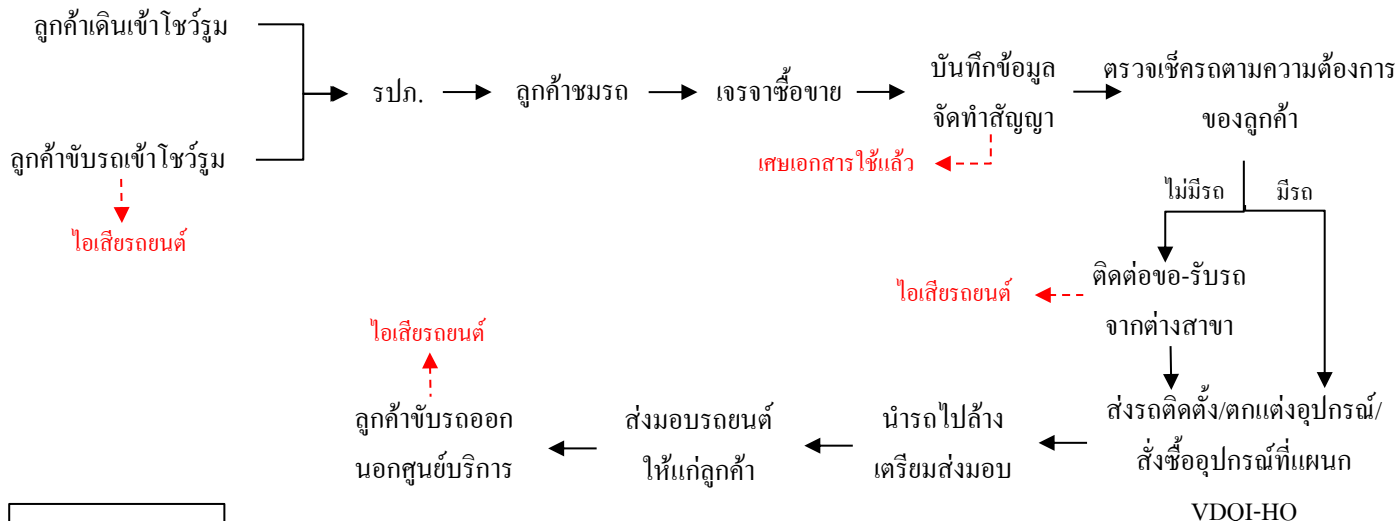 ลูกค้าเดินเข้าโชว์รูม
ลูกค้าขับรถเข้าโชว์รูม
ไอเสียรถยนต์
รปภ.
ลูกค้าชมรถ
เจรจาซื้อขาย
บันทึกข้อมูล
จัดทำสัญญา
เศษเอกสารใช้แล้ว
ตรวจเช็ครถตามความต้องการ
ของลูกค้า
ไม่มีรถ
มีรถ
ติดต่อขอ-รับรถ
จากต่างสาขา
ไอเสียรถยนต์
ส่งรถติดตั้ง/ตกแต่งอุปกรณ์/
สั่งซื้ออุปกรณ์ที่แผนก
VDQI-HO
นำรถไปล้าง
เตรียมส่งมอบ
ส่งมอบรถยนต์
ให้แก่ลูกค้า
ลูกค้าขับรถออก
นอกศูนย์บริการ
ไอเสียรถยนต์